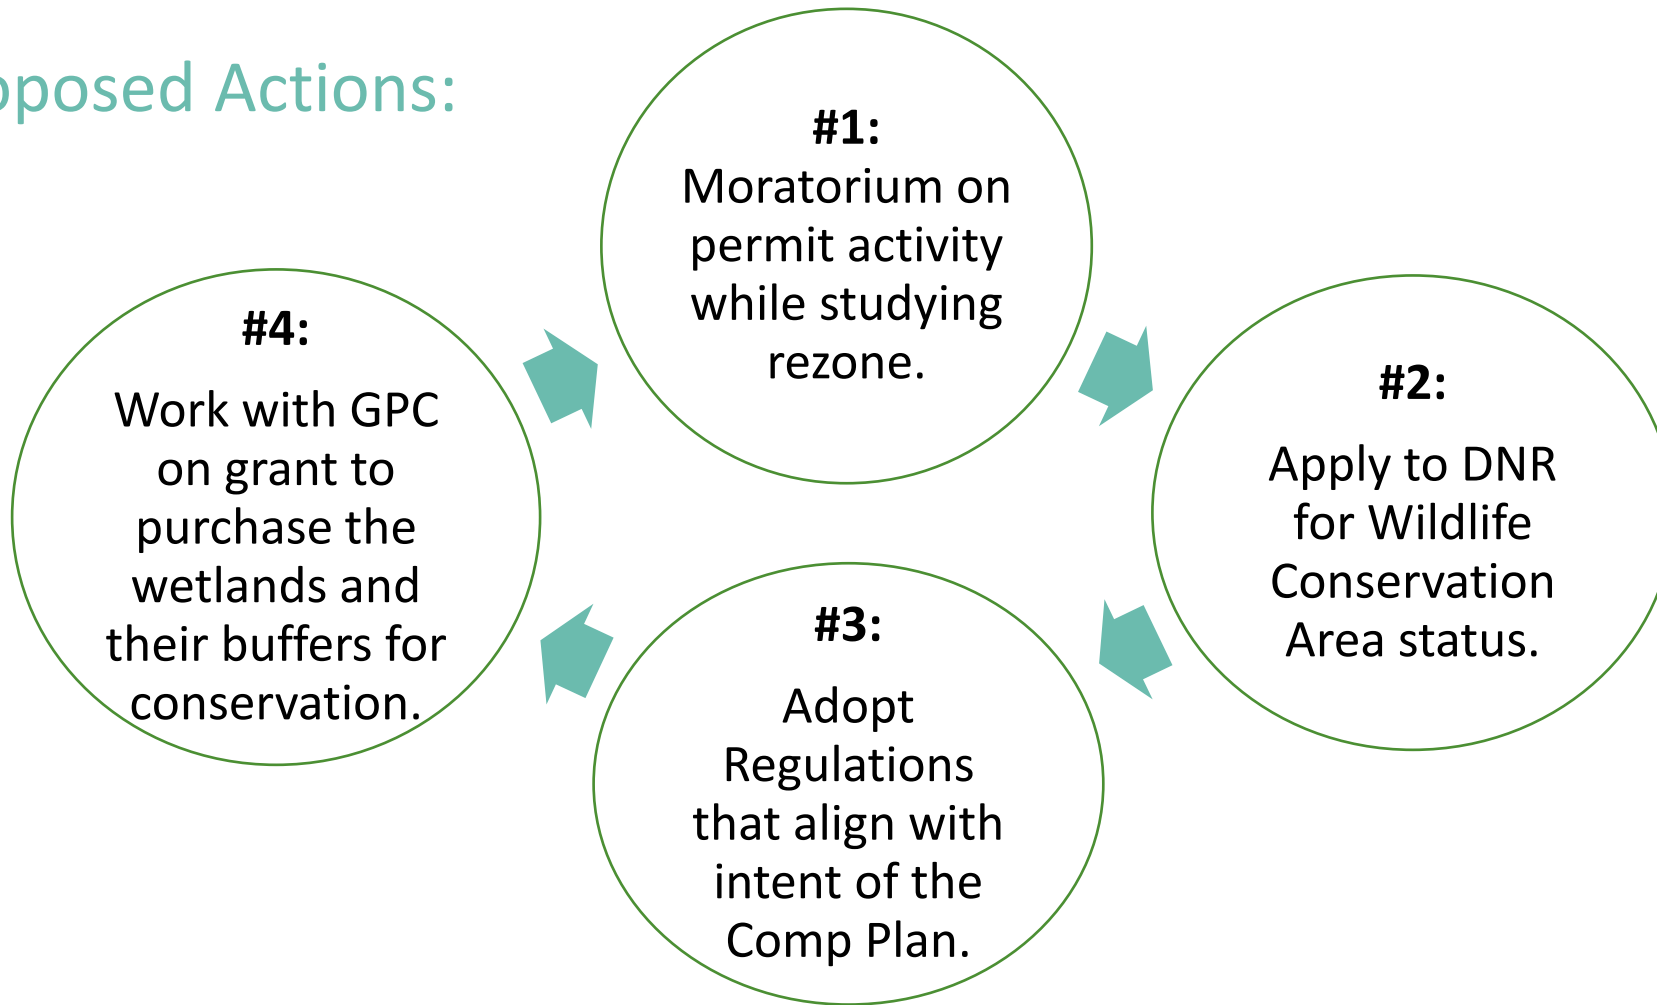 oposed Actions:
#1:
Moratorium on
permit activity
while studying
rezone.
#2:
Apply to DNR
for Wildlife
Conservation
Area status.
#3:
Adopt
Regulations
that align with
intent of the
Comp Plan.
#4:
Work with GPC
on grant to
purchase the
wetlands and
their buffers for
conservation.